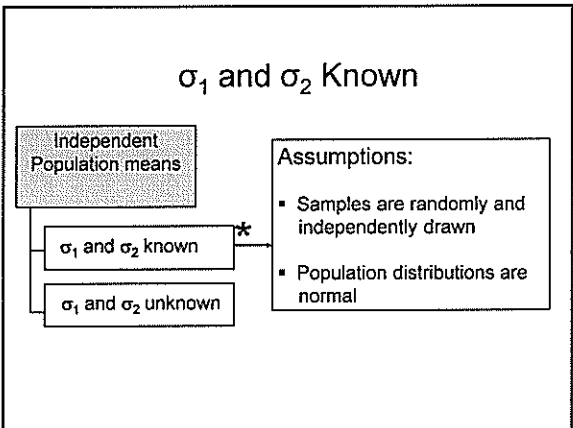 σ₁ and σ₂ Known
Independent
Population means
σ₁ and σ₂ known
*
σ₁ and σ₂ unknown
Assumptions:
▪ Samples are randomly and
independently drawn
▪ Population distributions are
normal